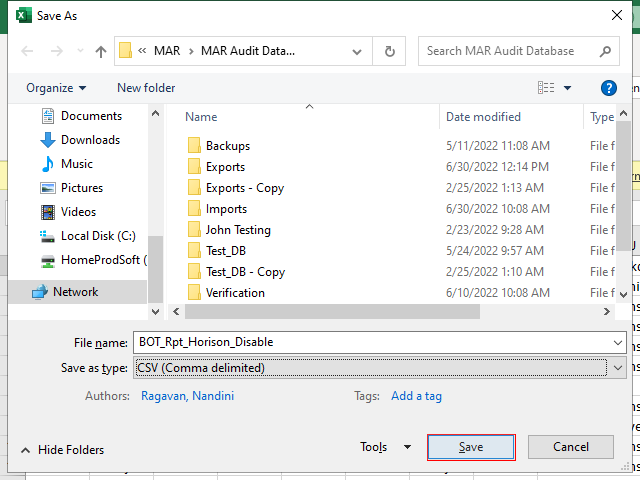 Save As
« MAR > MAR Audit Data...
Search MAR Audit Database
Organize
New folder
Name
Date modified
Type
Documents
Downloads
Music
Pictures
Videos
Local Disk (C:)
HomeProdSoft (
Network
Backups 5/11/2022 11:08 AM File f
Exports 6/30/2022 12:14 PM File f
Exports - Copy 2/25/2022 1:13 AM File f
Imports 6/30/2022 10:08 AM File f
John Testing 2/23/2022 9:28 AM File f
Test_DB 5/24/2022 9:57 AM File f
Test_DB - Copy 2/25/2022 1:10 AM File f
Verification 6/10/2022 10:08 AM File f
File name: BOT_Rpt_Horison_Disable
Save as type: CSV (Comma delimited)
Authors: Ragavan, Nandini
Tags: Add a tag
Hide Folders
Tools
Save
Cancel